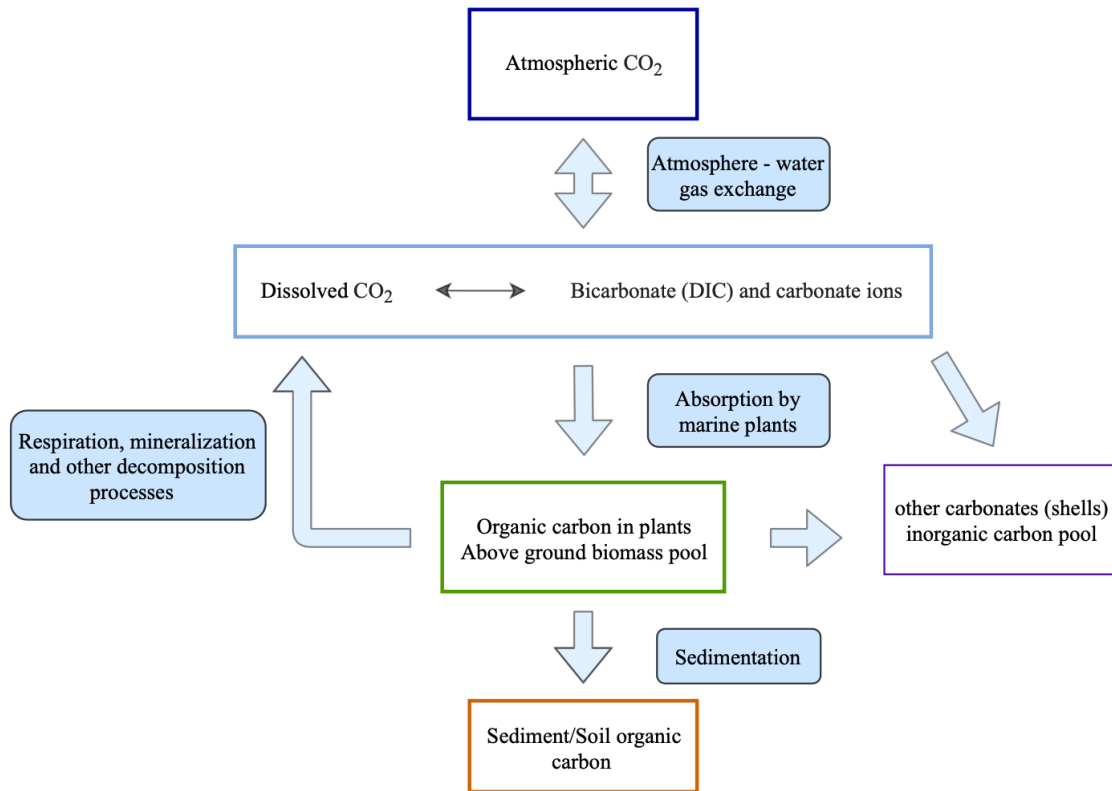 Atmospheric CO₂
Atmosphere - water
gas exchange
Dissolved CO₂
Bicarbonate (DIC) and carbonate ions
Absorption by
marine plants
Respiration, mineralization
and other decomposition
processes
other carbonates (shells)
inorganic carbon pool
Organic carbon in plants
Above ground biomass pool
Sedimentation
Sediment/Soil organic
carbon